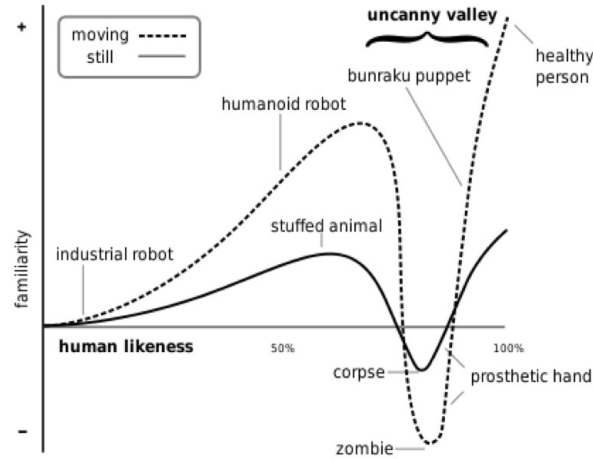 +
uncanny valley
moving
still
healthy
person
bunraku puppet
humanoid robot
stuffed animal
industrial robot
familiarity
human likeness
50%
100%
corpse
prosthetic hand
−
zombie